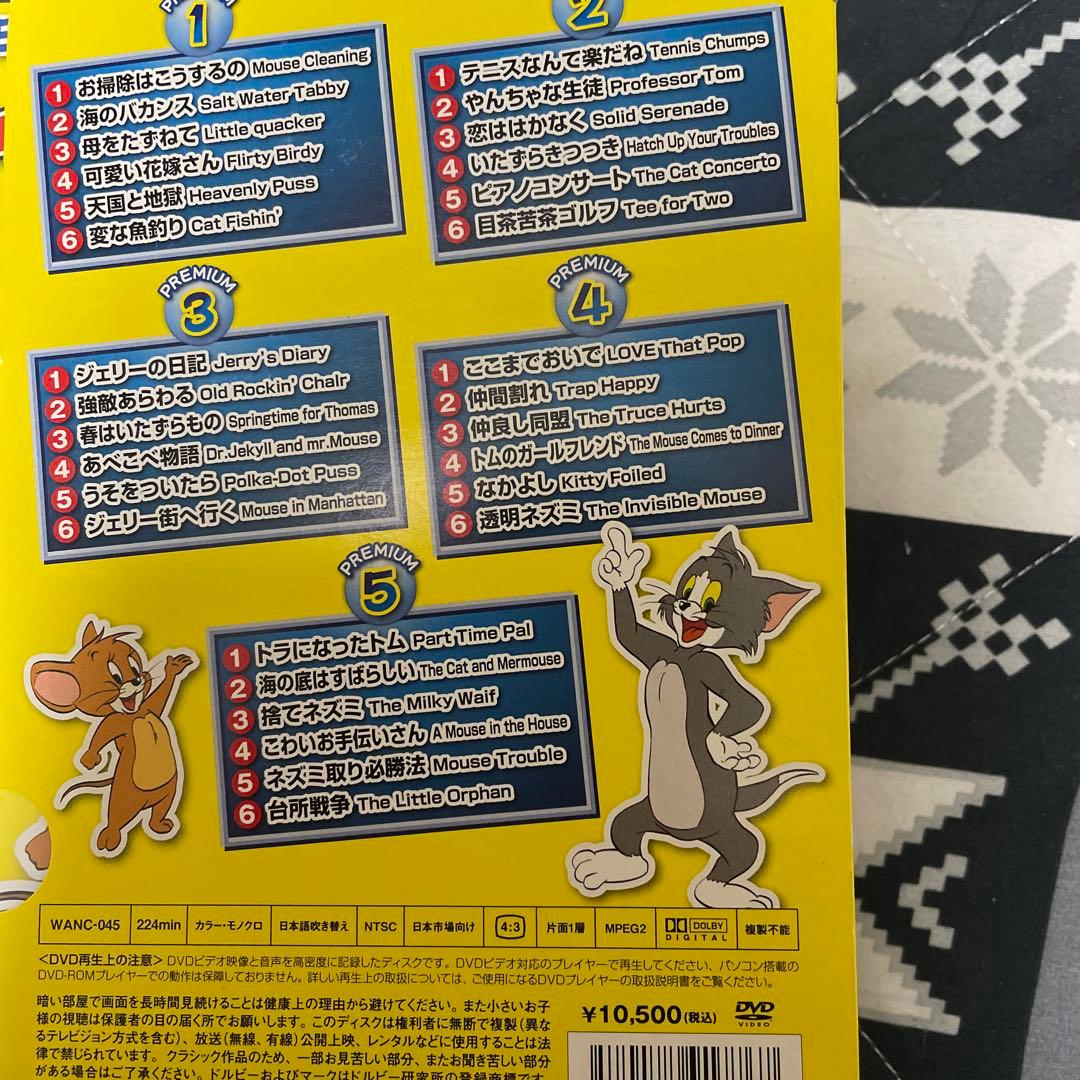 PREMIUM
1
1 お掃除はこうするの Mouse Cleaning
2 海のバカンス Salt Water Tabby
3 母をたずねて Little quacker
4 可愛い花嫁さん Flirty Birdy
5 天国と地獄 Heavenly Puss
6 変な魚釣り Cat Fishin'
2
1 テニスなんて楽だね Tennis Chumps
2 やんちゃな生徒 Professor Tom
3 恋ははかなく Solid Serenade
4 いたずらきつつき Hatch Up Your Troubles
5 ピアノコンサート The Cat Concerto
6 目茶苦茶ゴルフ Tee for Two
PREMIUM
3
1 ジェリーの日記 Jerry's Diary
2 強敵あらわる Old Rockin' Chair
3 春はいたずらもの Springtime for Thomas
4 あべこべ物語 Dr.Jekyll and mr.Mouse
5 うそをついたら Polka-Dot Puss
6 ジェリー街へ行く Mouse in Manhattan
PREMIUM
4
1 ここまでおいで LOVE That Pop
2 仲間割れ Trap Happy
3 仲良し同盟 The Truce Hurts
4 トムのガールフレンド The Mouse Comes to Dinner
5 なかよし Kitty Foiled
6 透明ネズミ The Invisible Mouse
PREMIUM
5
1 トラになったトム Part Time Pal
2 海の底はすばらしい The Cat and Mermouse
3 捨てネズミ The Milky Waif
4 こわいお手伝いさん A Mouse in the House
5 ネズミ取り必勝法 Mouse Trouble
6 台所戦争 The Little Orphan
WANC-045 224min カラー・モノクロ 日本語吹き替え NTSC 日本市場向け 4:3 片面1層 MPEG2 DOLBY DIGITAL 複製不能
<DVD再生上の注意> DVDビデオ映像と音声を高密度に記録したディスクです。DVDビデオ対応のプレイヤーで再生してください、パソコン搭載の
DVD-ROMプレイヤーでの動作は保障しておりません。詳しい再生上の取扱については、ご使用になるDVDプレイヤーの取扱説明書をご覧ください。
暗い部屋で画面を長時間見続けることは健康上の理由から避けてください。また小さいお子
様の視聴は保護者の目の届く所でお願いします。このディスクは権利者に無断で複製(異な
るテレビジョン方式を含む)、放送(無線、有線)公開上映、レンタルなどに使用することは法
律で禁じられています。クラシック作品のため、一部お見苦しい部分、またお聞き苦しい部分
がある場合はご了承ください。ドルビーおよびマークはドルビー研究所の登録商標です。
¥10,500(税込)
DVD
VIDEO